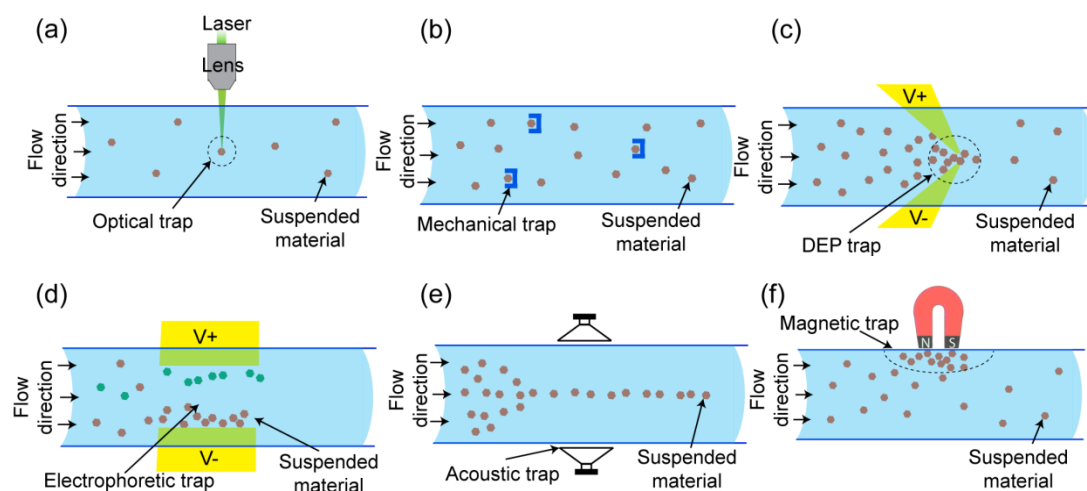 (a)
Laser
Lens
Flow
direction
Optical trap
Suspended
material
(b)
Flow
direction
Mechanical trap
Suspended
material
(c)
V+
Flow
direction
V-
DEP trap
Suspended
material
(d)
V+
Flow
direction
V-
Electrophoretic trap
Suspended
material
(e)
Flow
direction
Acoustic trap
Suspended
material
(f)
Magnetic trap
N S
Flow
direction
Suspended
material